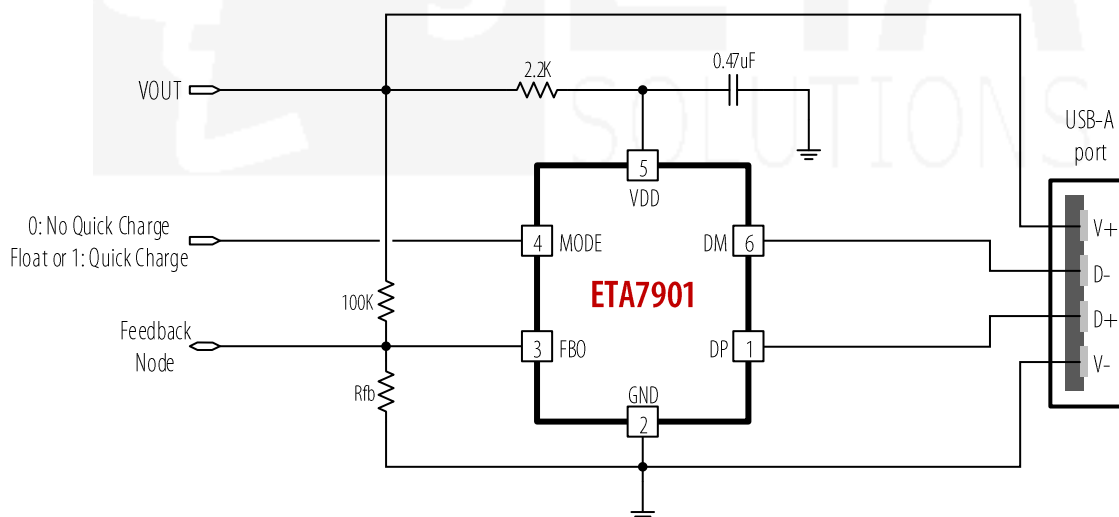 SOLUTIONS
VOUT
2.2K
0.47uF
USB-A
port
5
VDD
0: No Quick Charge
Float or 1: Quick Charge
4
MODE
DM
6
V+
ETA7901
D-
100K
Feedback
Node
3
FBO
DP
1
D+
Rfb
GND
2
V-